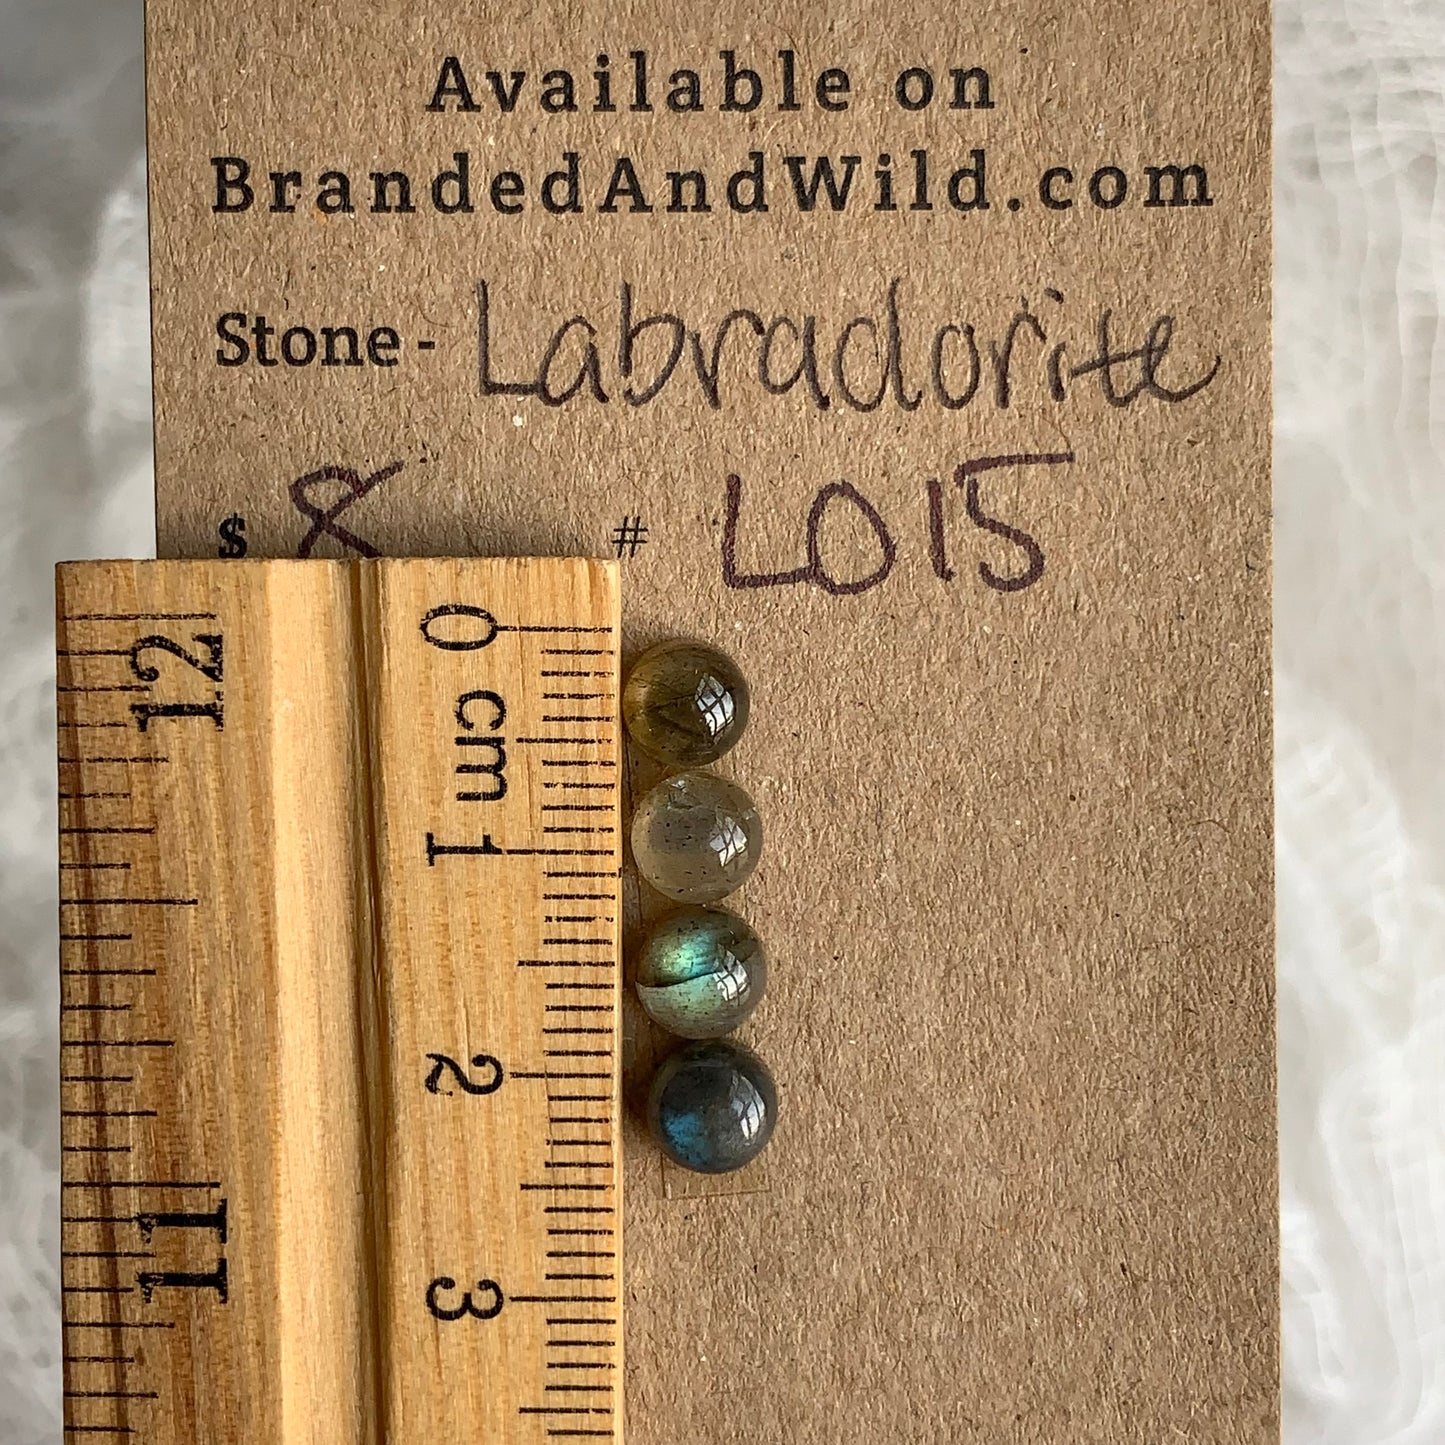 Available on
BrandedAndWild.com
Stone - Labradorite
$ 8 # L015
0 cm 1 2 3
12 11